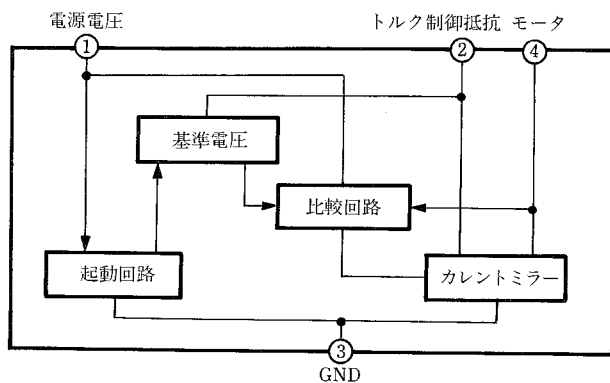 電源電圧
トルク制御抵抗 モータ
① ② ④
基準電圧
比較回路
起動回路
カレントミラー
③
GND